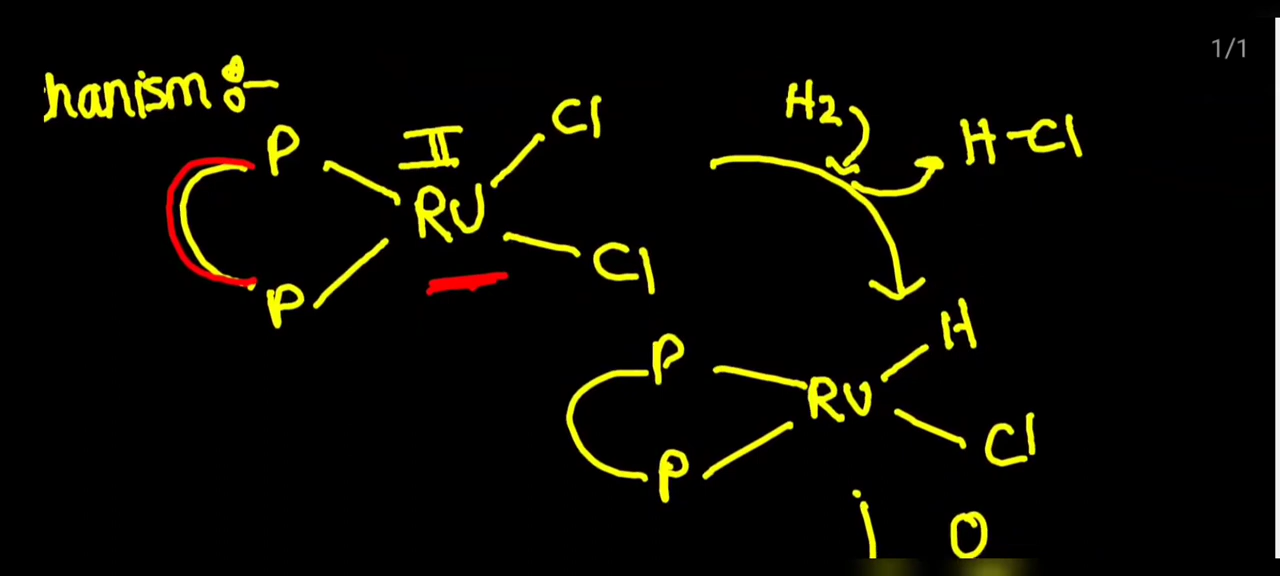 1/1
hanism :-
P II Cl
Ru
P Cl
H2 H-Cl
H
P Ru
P Cl
O